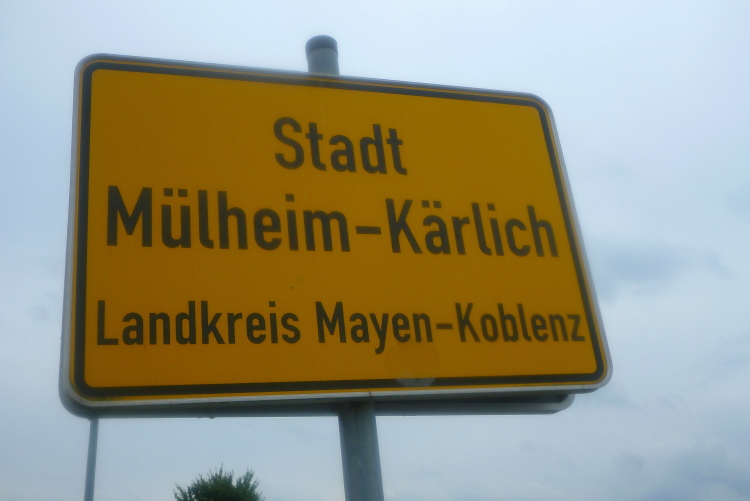 Stadt
Mülheim-Kärlich
Landkreis Mayen-Koblenz